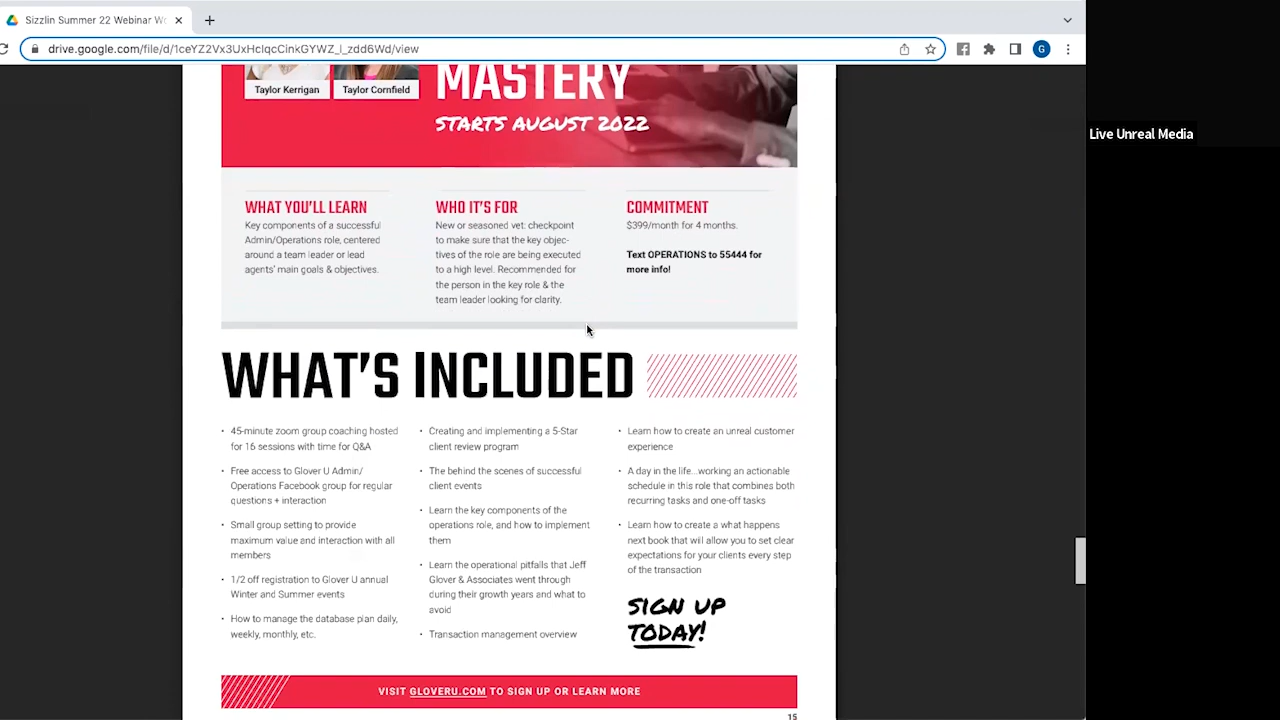 Sizzlin Summer 22 Webinar Wo
drive.google.com/file/d/1ceYZ2Vx3UxHcIqcCinkGYWZ_l_zdd6Wd/view
G
Live Unreal Media
Taylor Kerrigan
Taylor Cornfield
MASTERY
STARTS AUGUST 2022
WHAT YOU'LL LEARN
Key components of a successful
Admin/Operations role, centered
around a team leader or lead
agents' main goals & objectives.
WHO IT'S FOR
New or seasoned vet: checkpoint
to make sure that the key objec-
tives of the role are being executed
to a high level. Recommended for
the person in the key role & the
team leader looking for clarity.
COMMITMENT
$399/month for 4 months.
Text OPERATIONS to 55444 for
more info!
WHAT'S INCLUDED
• 45-minute zoom group coaching hosted
for 16 sessions with time for Q&A
• Free access to Glover U Admin/
Operations Facebook group for regular
questions + interaction
• Small group setting to provide
maximum value and interaction with all
members
• 1/2 off registration to Glover U annual
Winter and Summer events
• How to manage the database plan daily,
weekly, monthly, etc.
• Creating and implementing a 5-Star
client review program
• The behind the scenes of successful
client events
• Learn the key components of the
operations role, and how to implement
them
• Learn the operational pitfalls that Jeff
Glover & Associates went through
during their growth years and what to
avoid
• Transaction management overview
• Learn how to create an unreal customer
experience
• A day in the life...working an actionable
schedule in this role that combines both
recurring tasks and one-off tasks
• Learn how to create a what happens
next book that will allow you to set clear
expectations for your clients every step
of the transaction
SIGN UP
TODAY!
VISIT GLOVERU.COM TO SIGN UP OR LEARN MORE
15